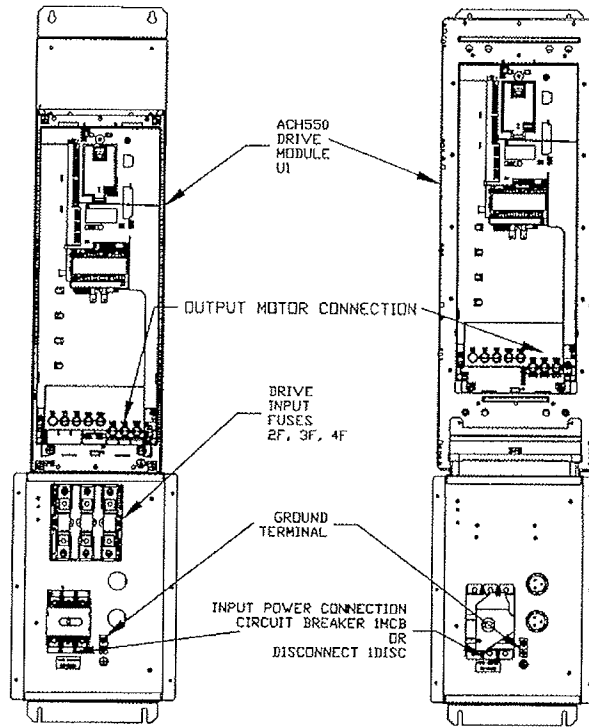 ACH550
DRIVE
MODULE
U1
OUTPUT MOTOR CONNECTION
DRIVE
INPUT
FUSES
2F, 3F, 4F
GROUND
TERMINAL
INPUT POWER CONNECTION
CIRCUIT BREAKER 1MCB
OR
DISCONNECT 1DISC